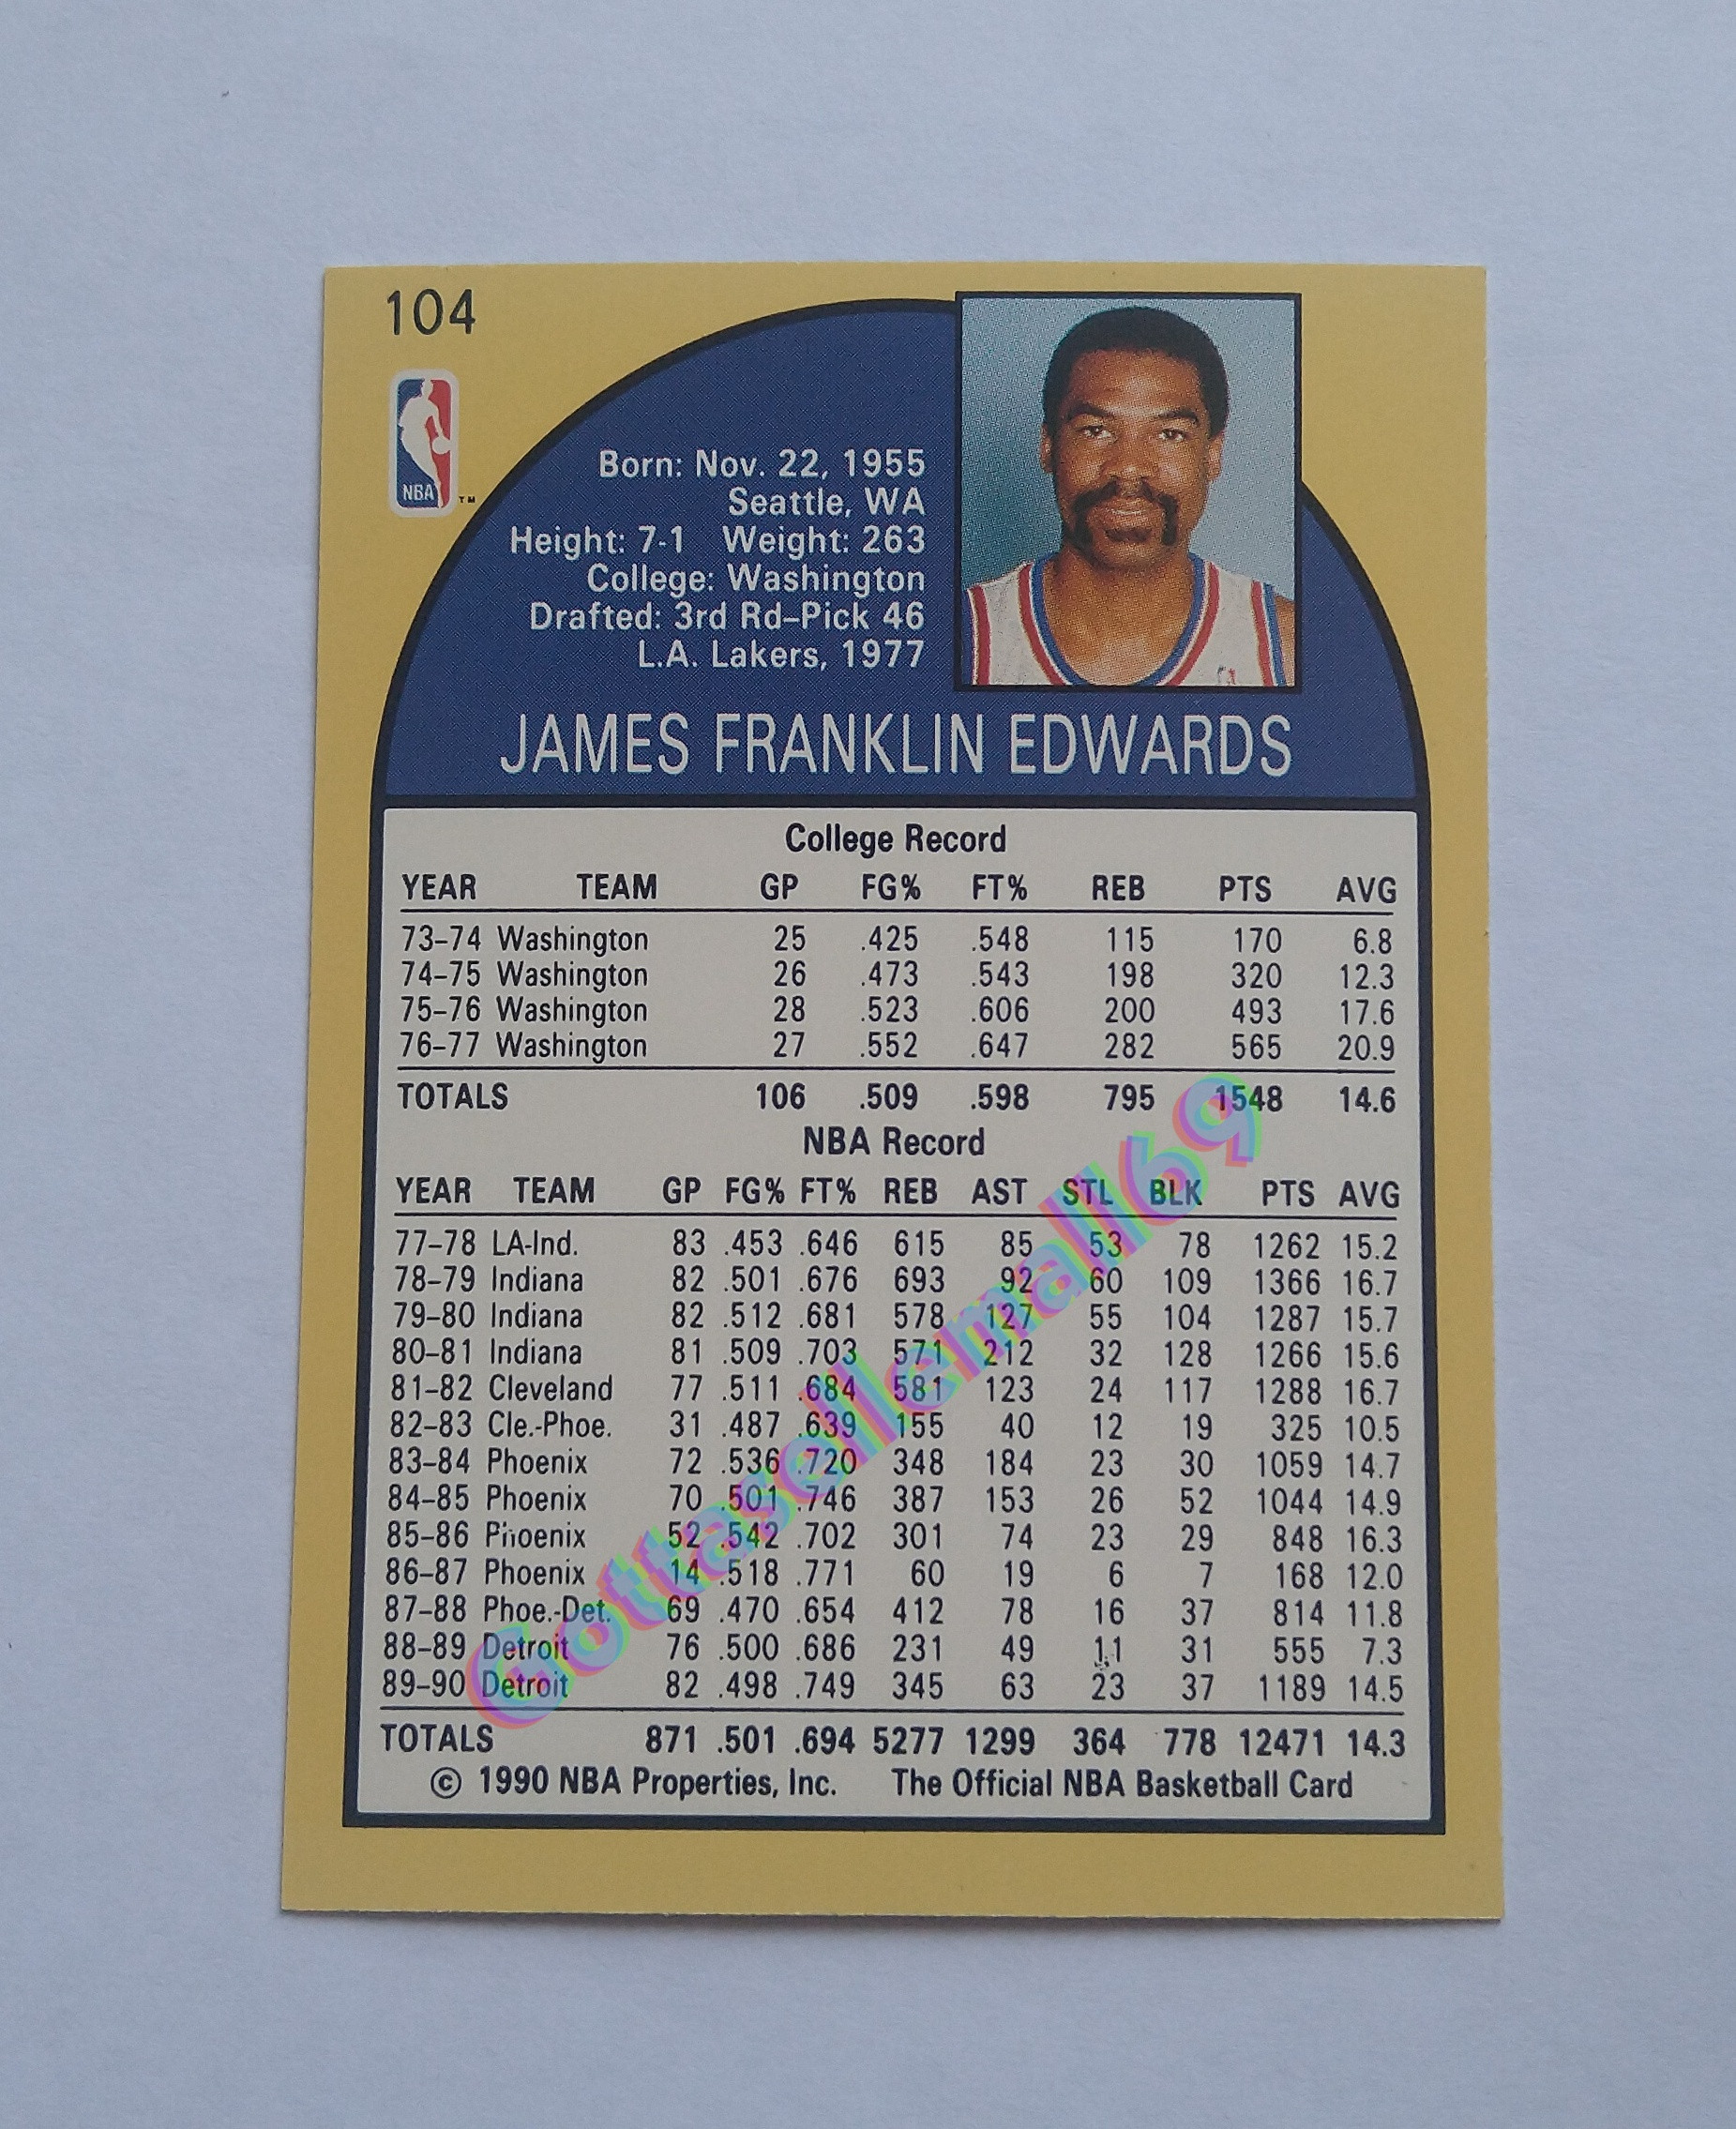 104
NBA
TM
Born: Nov. 22, 1955
Seattle, WA
Height: 7-1 Weight: 263
College: Washington
Drafted: 3rd Rd–Pick 46
L.A. Lakers, 1977
JAMES FRANKLIN EDWARDS
College Record
YEAR TEAM GP FG% FT% REB PTS AVG
73–74 Washington 25 .425 .548 115 170 6.8
74–75 Washington 26 .473 .543 198 320 12.3
75–76 Washington 28 .523 .606 200 493 17.6
76–77 Washington 27 .552 .647 282 565 20.9
TOTALS 106 .509 .598 795 1548 14.6
NBA Record
YEAR TEAM GP FG% FT% REB AST STL BLK PTS AVG
77–78 LA-Ind. 83 .453 .646 615 85 53 78 1262 15.2
78–79 Indiana 82 .501 .676 693 92 60 109 1366 16.7
79–80 Indiana 82 .512 .681 578 127 55 104 1287 15.7
80–81 Indiana 81 .509 .703 571 212 32 128 1266 15.6
81–82 Cleveland 77 .511 .684 581 123 24 117 1288 16.7
82–83 Cle.-Phoe. 31 .487 .639 155 40 12 19 325 10.5
83–84 Phoenix 72 .536 .720 348 184 23 30 1059 14.7
84–85 Phoenix 70 .501 .746 387 153 26 52 1044 14.9
85–86 Phoenix 52 .542 .702 301 74 23 29 848 16.3
86–87 Phoenix 14 .518 .771 60 19 6 7 168 12.0
87–88 Phoe.-Det. 69 .470 .654 412 78 16 37 814 11.8
88–89 Detroit 76 .500 .686 231 49 11 31 555 7.3
89–90 Detroit 82 .498 .749 345 63 23 37 1189 14.5
TOTALS 871 .501 .694 5277 1299 364 778 12471 14.3
© 1990 NBA Properties, Inc. The Official NBA Basketball Card
Gottasellemall69